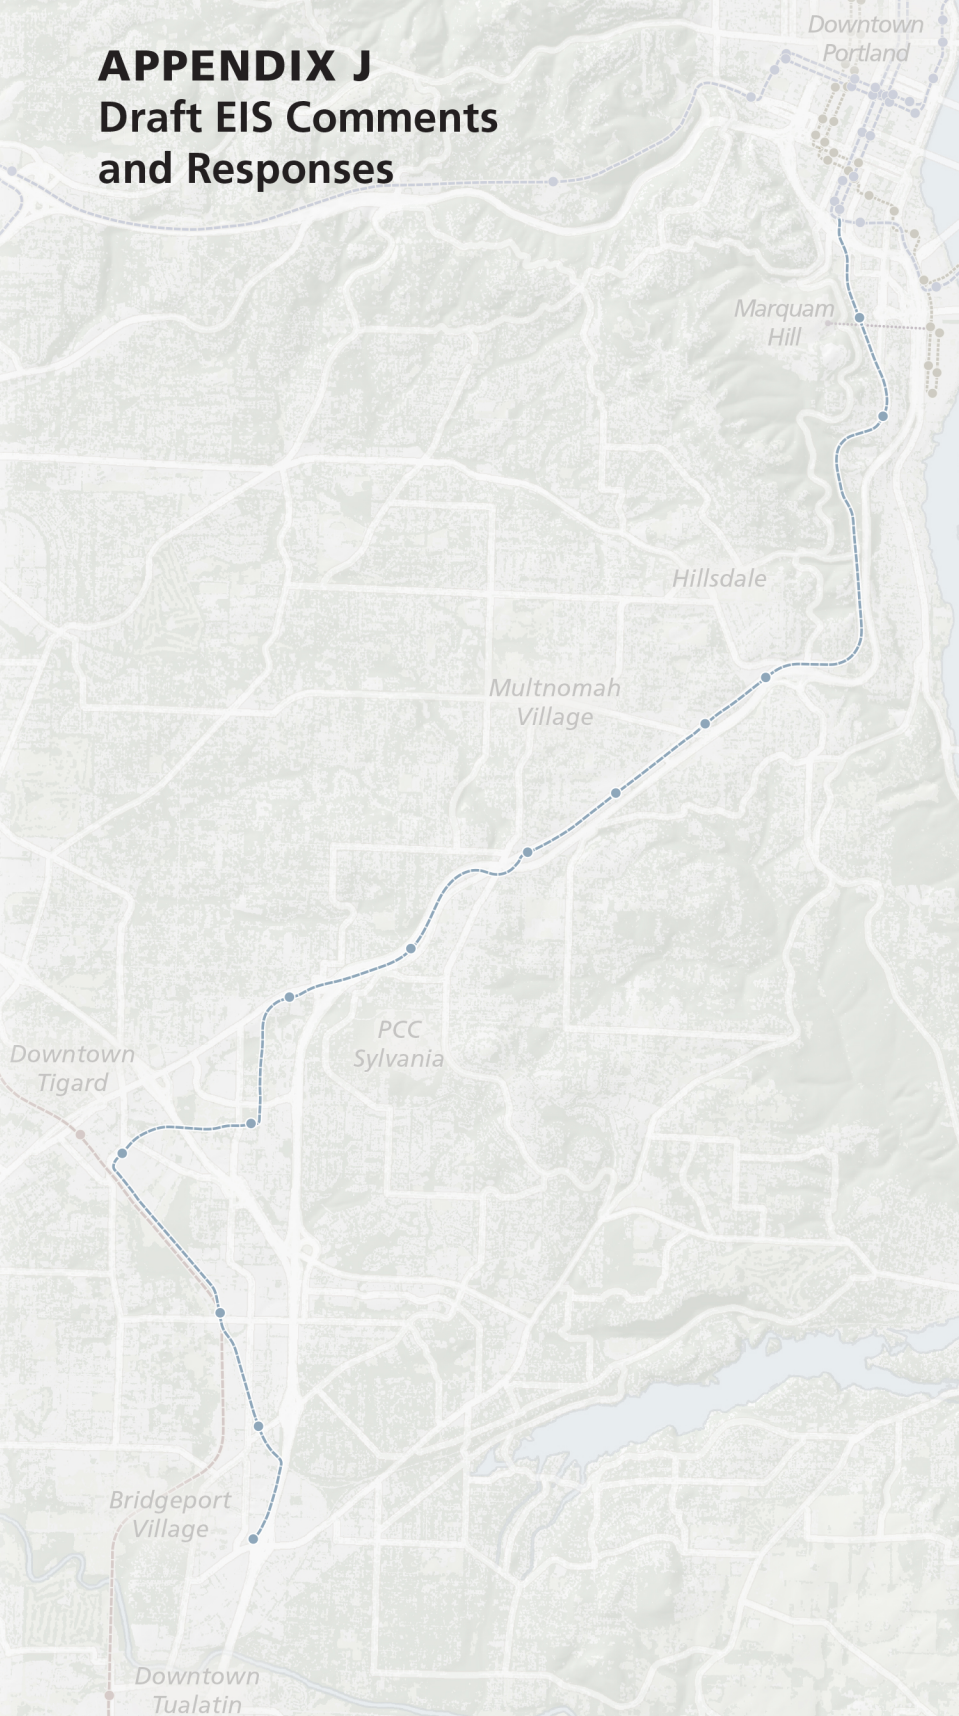 APPENDIX J
Draft EIS Comments
and Responses
Downtown
Portland
Marquam
Hill
Hillsdale
Multnomah
Village
PCC
Sylvania
Downtown
Tigard
Bridgeport
Village
Downtown
Tualatin